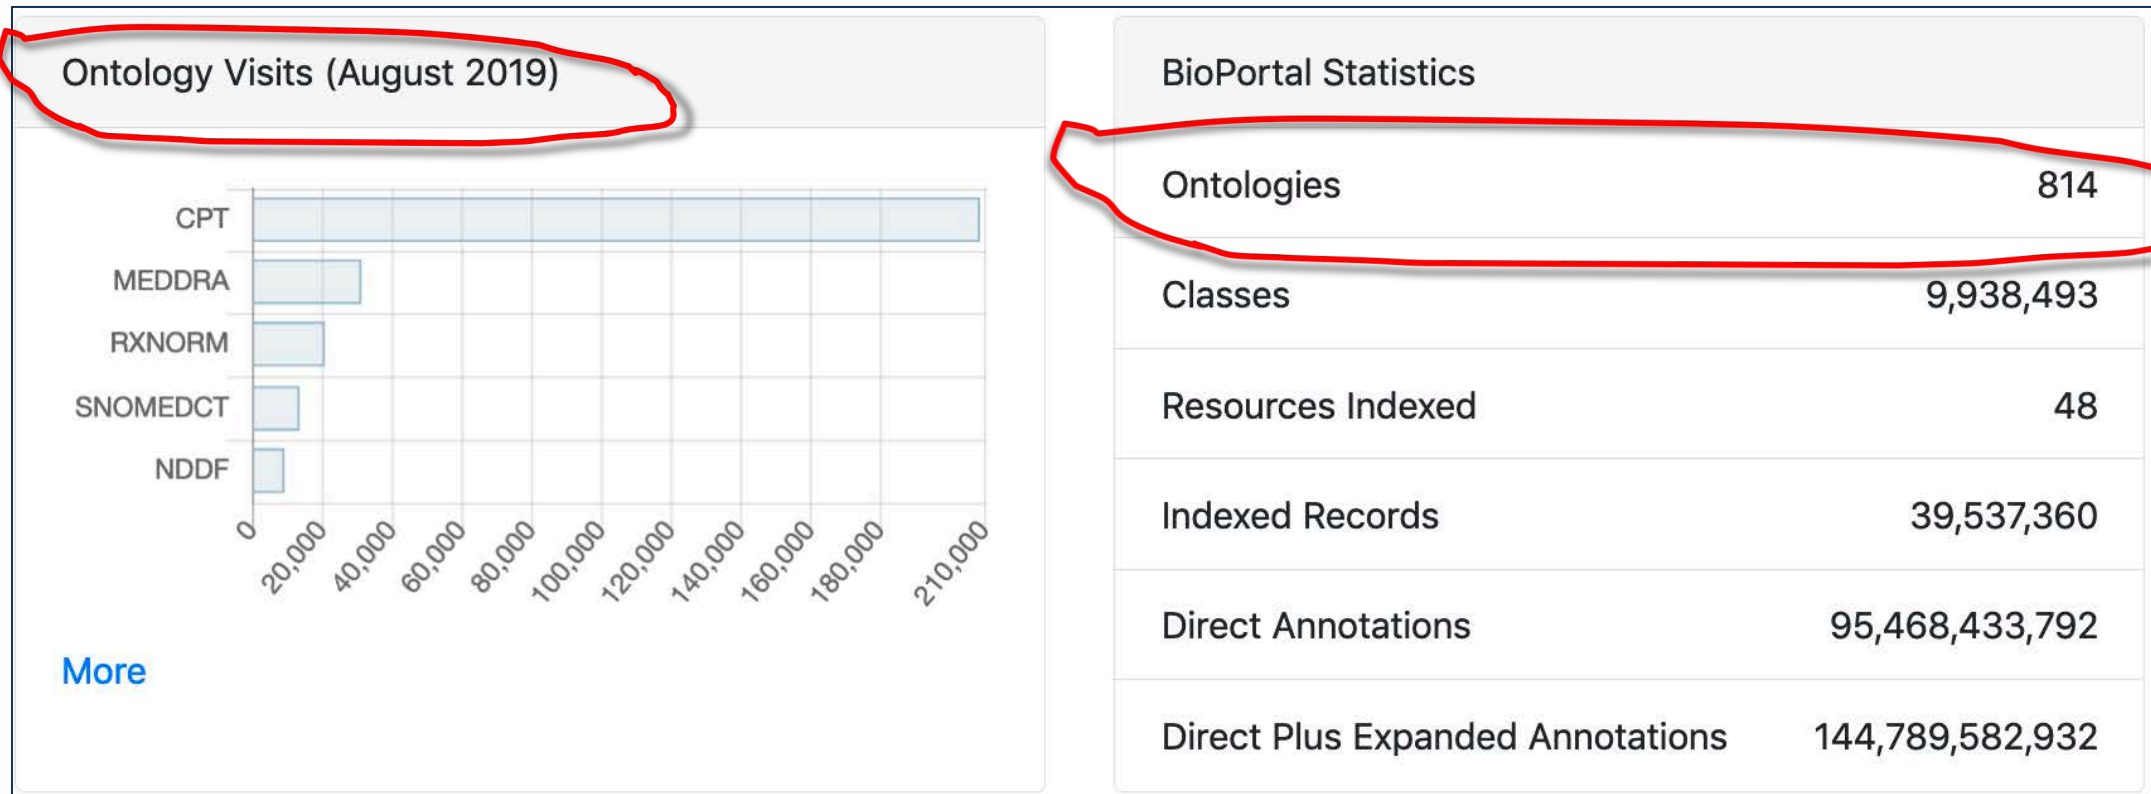 Ontology Visits (August 2019)
CPT
MEDDRA
RXNORM
SNOMEDCT
NDDF
0
20,000
40,000
60,000
80,000
100,000
120,000
140,000
160,000
180,000
210,000
More
BioPortal Statistics
Ontologies 814
Classes 9,938,493
Resources Indexed 48
Indexed Records 39,537,360
Direct Annotations 95,468,433,792
Direct Plus Expanded Annotations 144,789,582,932